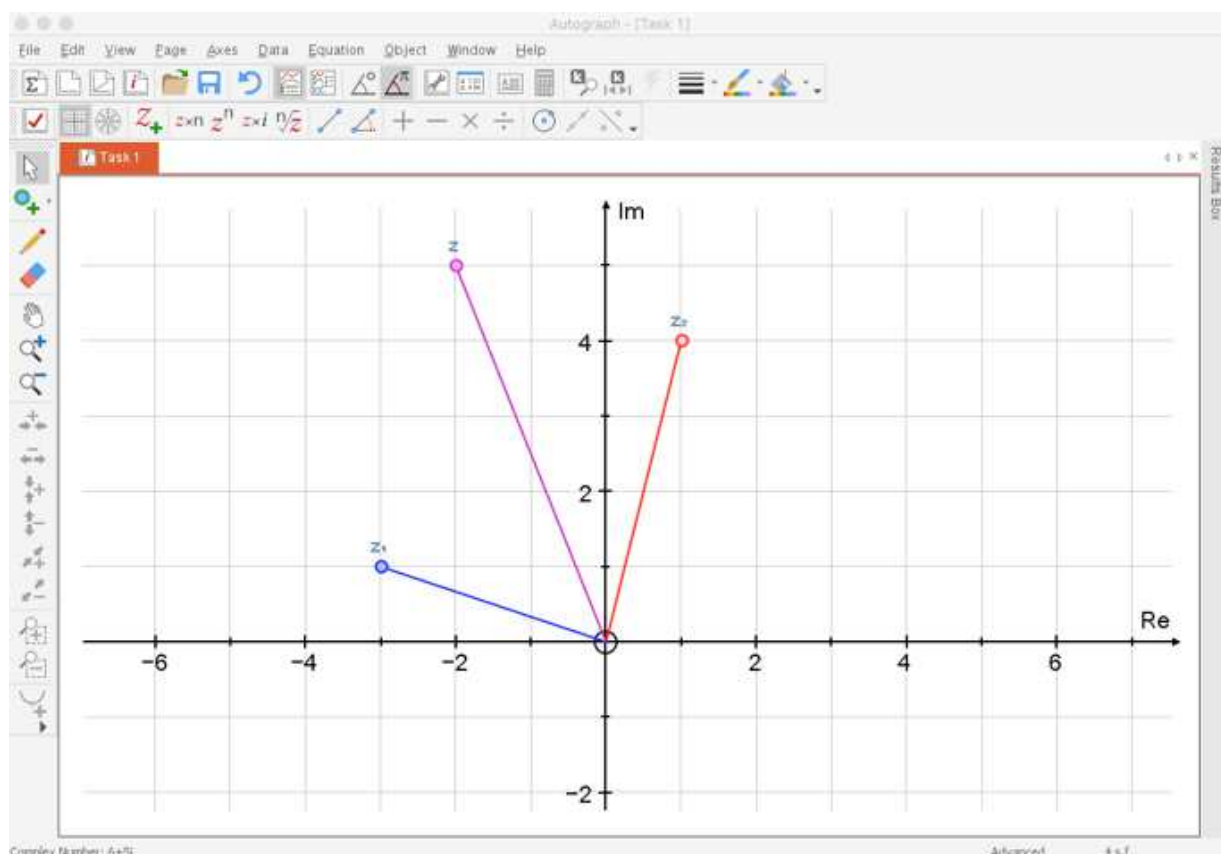 Autograph - [Task 1]
File Edit View Page Axes Data Equation Object Window Help
z×n zⁿ z×i ⁿ√z
Task 1
Results Box
Im
z
z₂
4
2
z₁
Re
−6 −4 −2 2 4 6
−2
Complex Number: A+Bi
Advanced